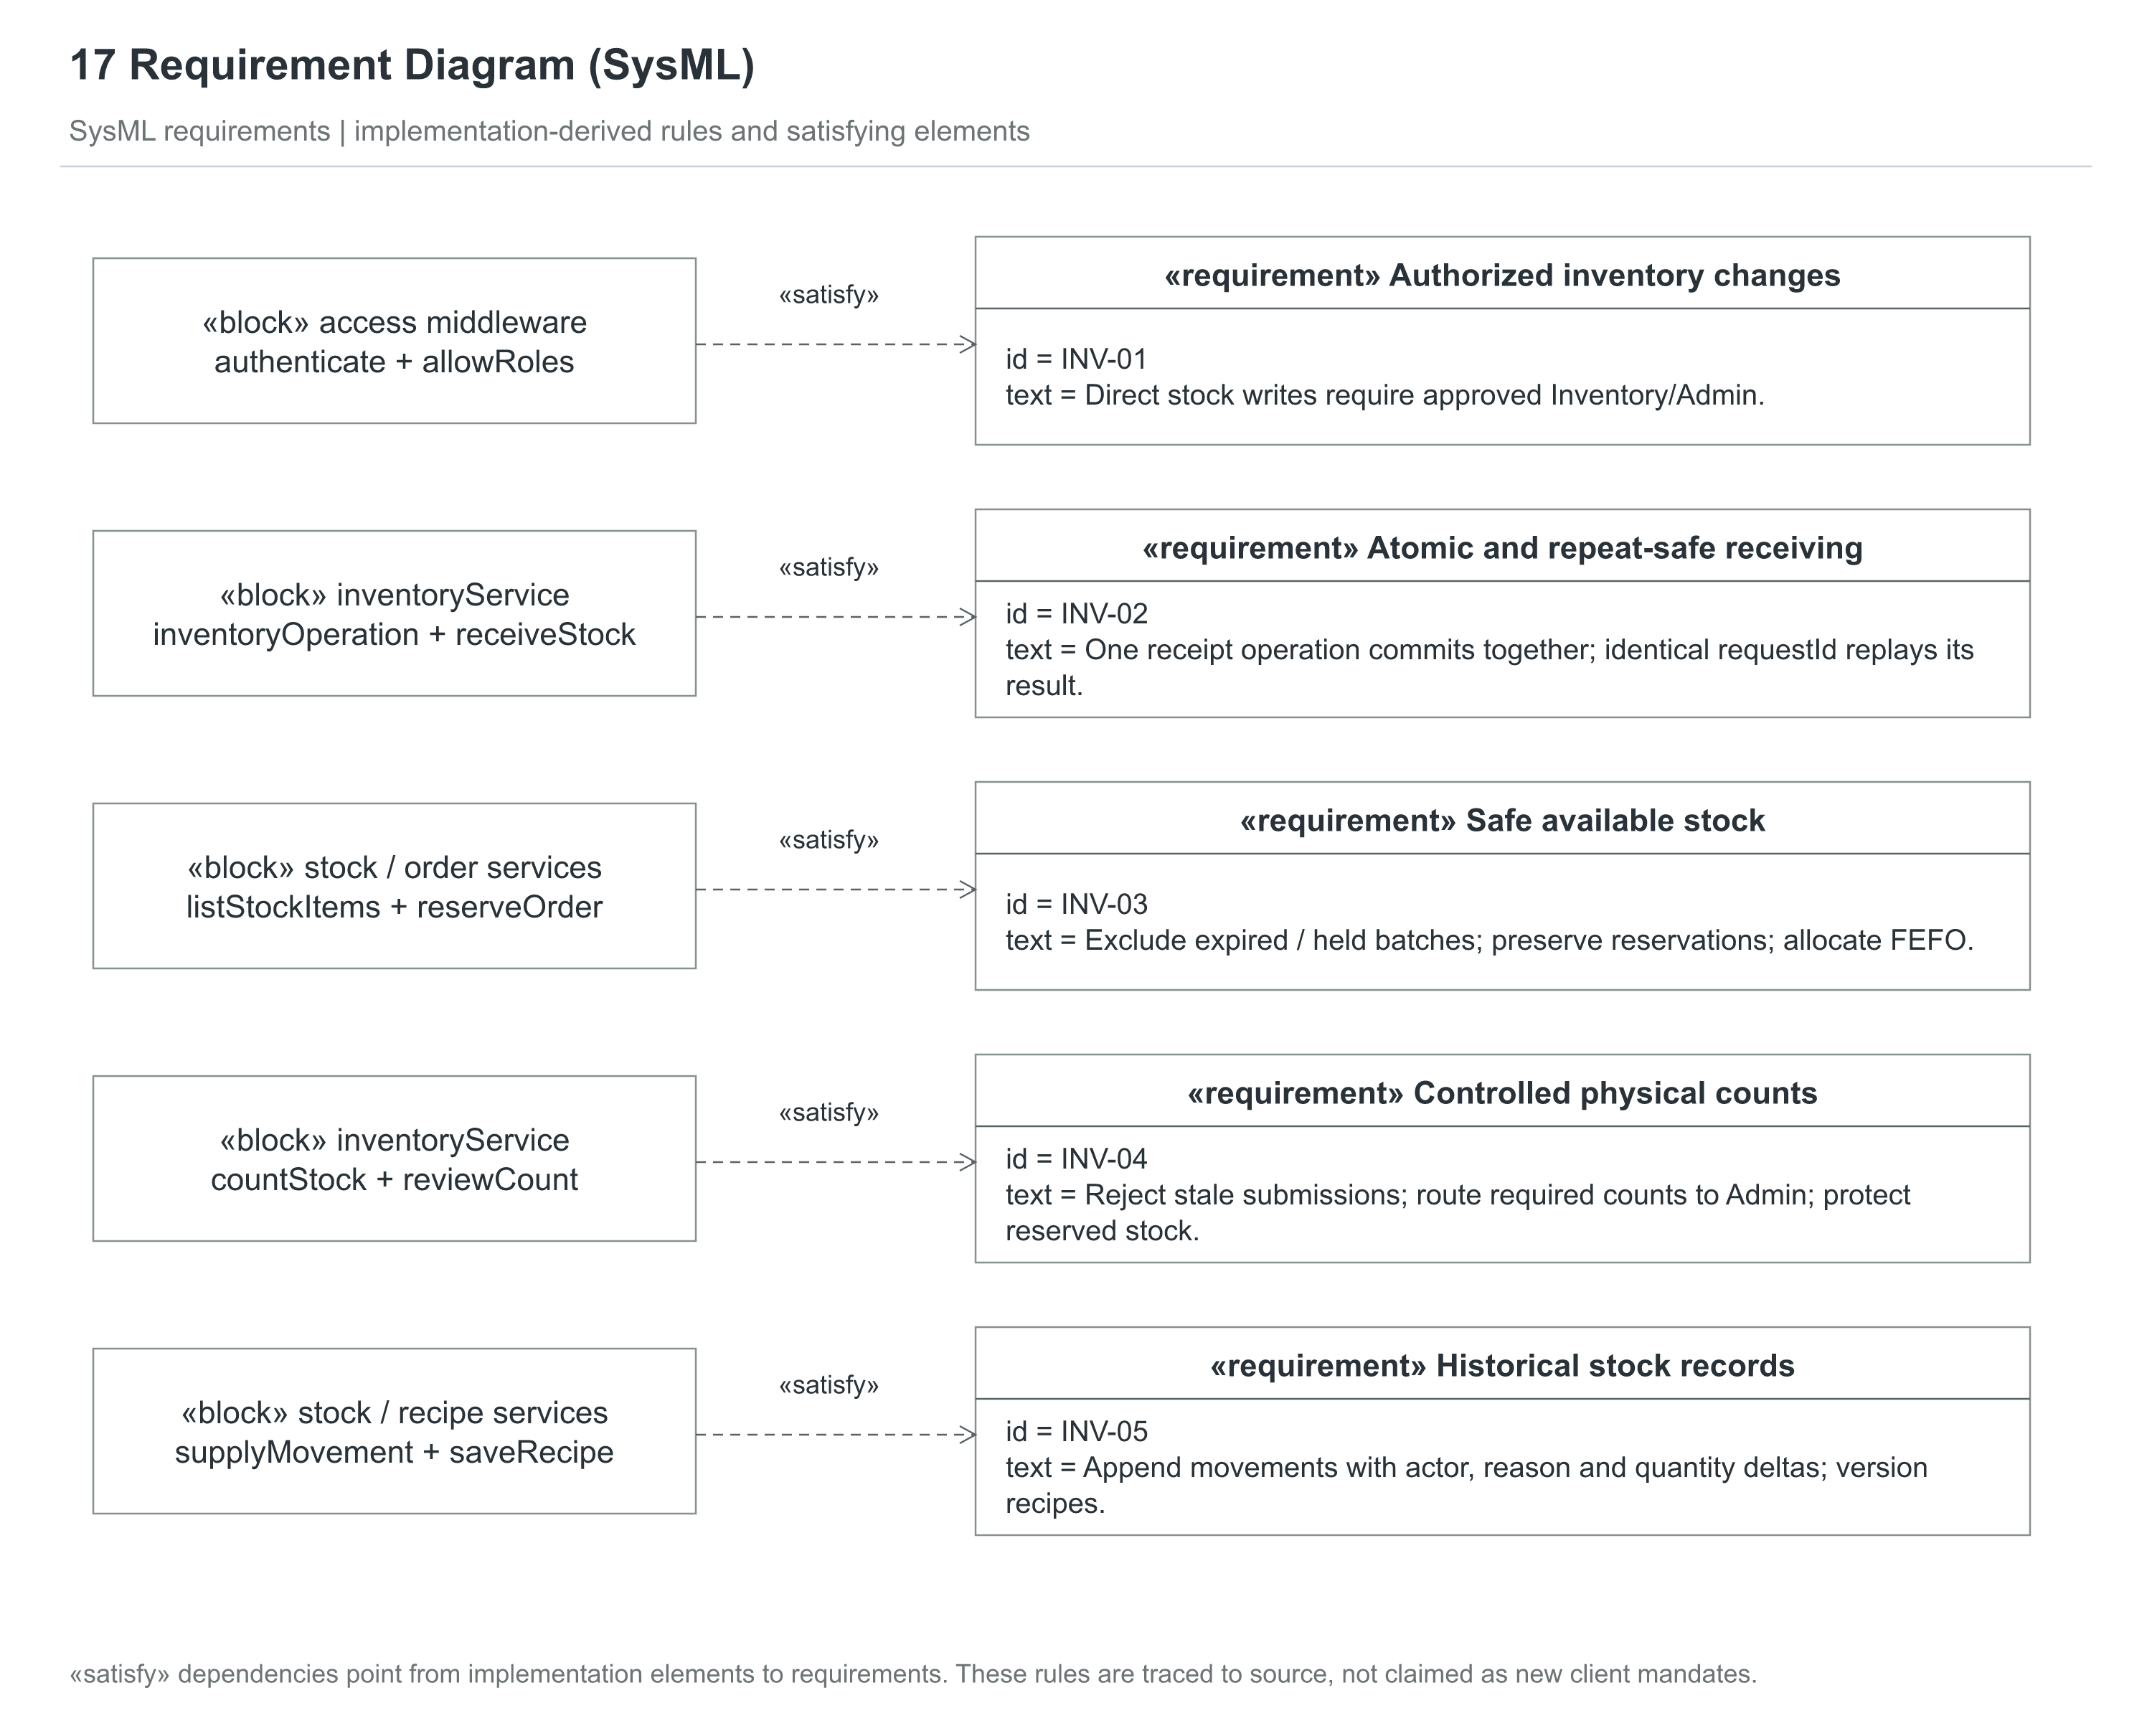 17 Requirement Diagram (SysML)
SysML requirements | implementation-derived rules and satisfying elements
«block» access middleware
authenticate + allowRoles
«satisfy»
«requirement» Authorized inventory changes
id = INV-01
text = Direct stock writes require approved Inventory/Admin.
«block» inventoryService
inventoryOperation + receiveStock
«satisfy»
«requirement» Atomic and repeat-safe receiving
id = INV-02
text = One receipt operation commits together; identical requestId replays its
result.
«block» stock / order services
listStockItems + reserveOrder
«satisfy»
«requirement» Safe available stock
id = INV-03
text = Exclude expired / held batches; preserve reservations; allocate FEFO.
«block» inventoryService
countStock + reviewCount
«satisfy»
«requirement» Controlled physical counts
id = INV-04
text = Reject stale submissions; route required counts to Admin; protect
reserved stock.
«block» stock / recipe services
supplyMovement + saveRecipe
«satisfy»
«requirement» Historical stock records
id = INV-05
text = Append movements with actor, reason and quantity deltas; version
recipes.
«satisfy» dependencies point from implementation elements to requirements. These rules are traced to source, not claimed as new client mandates.